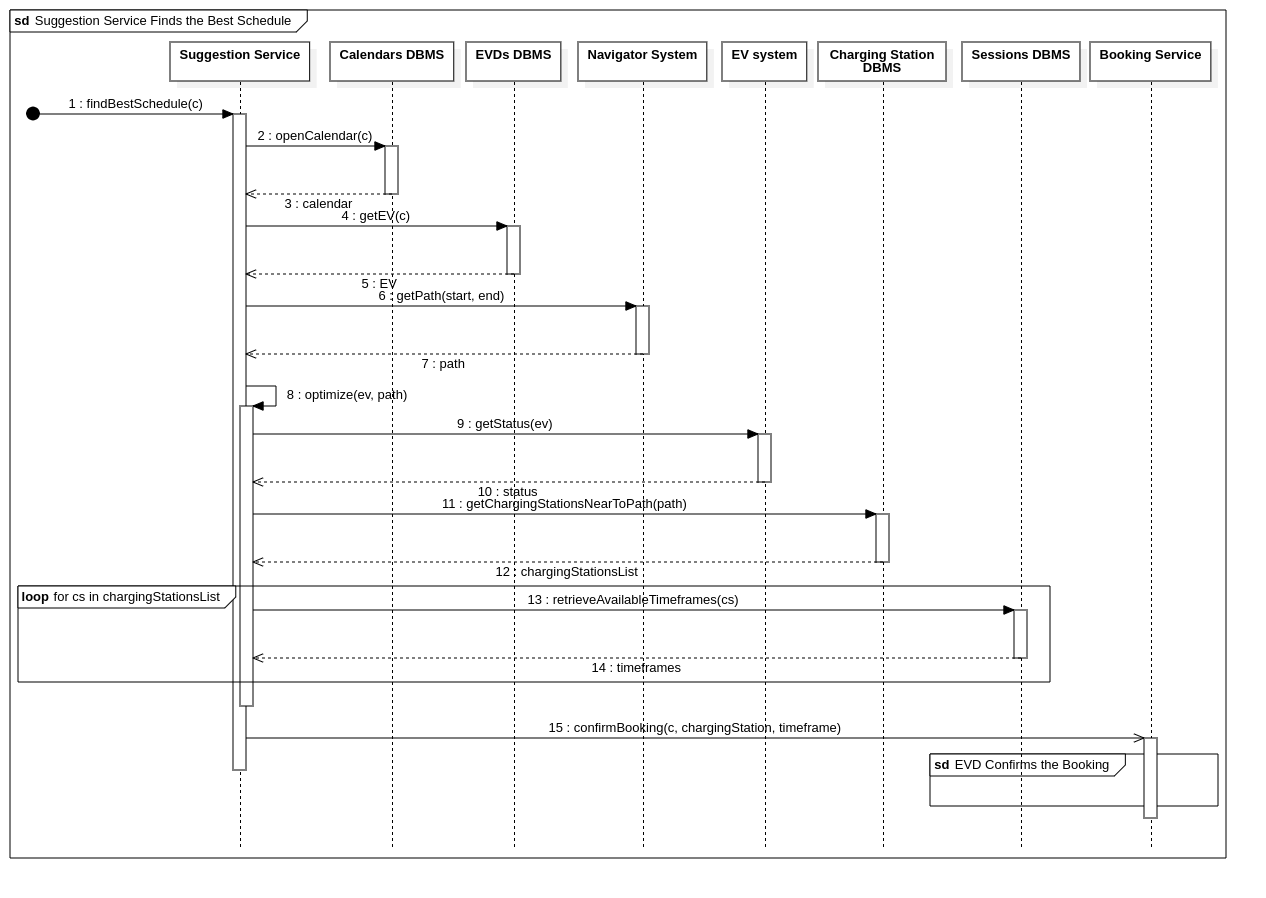 sd Suggestion Service Finds the Best Schedule
Suggestion Service
Calendars DBMS
EVDs DBMS
Navigator System
EV system
Charging Station
DBMS
Sessions DBMS
Booking Service
1 : findBestSchedule(c)
2 : openCalendar(c)
3 : calendar
4 : getEV(c)
5 : EV
6 : getPath(start, end)
7 : path
8 : optimize(ev, path)
9 : getStatus(ev)
10 : status
11 : getChargingStationsNearToPath(path)
12 : chargingStationsList
loop for cs in chargingStationsList
13 : retrieveAvailableTimeframes(cs)
14 : timeframes
15 : confirmBooking(c, chargingStation, timeframe)
sd EVD Confirms the Booking